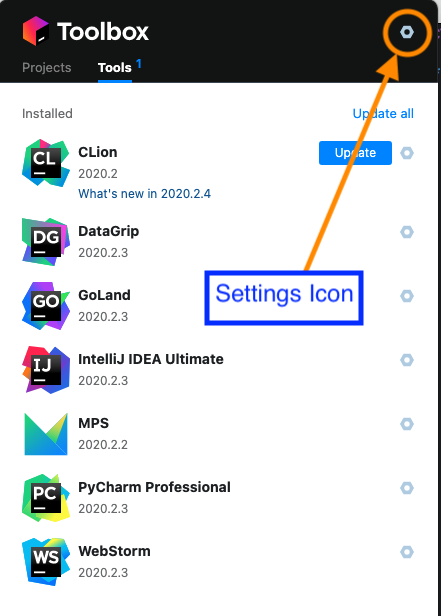 Toolbox
Projects Tools 1
Installed Update all
CL CLion Update
2020.2
What's new in 2020.2.4
DG DataGrip
2020.2.3
Settings Icon
GO GoLand
2020.2.3
IJ IntelliJ IDEA Ultimate
2020.2.3
MPS
2020.2.2
PC PyCharm Professional
2020.2.3
WS WebStorm
2020.2.3